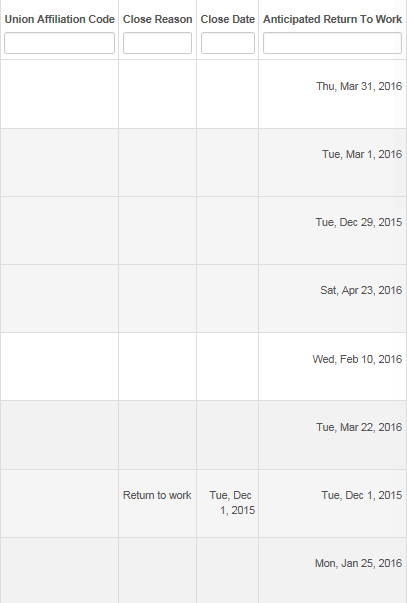 Union Affiliation Code Close Reason Close Date Anticipated Return To Work
Thu, Mar 31, 2016
Tue, Mar 1, 2016
Tue, Dec 29, 2015
Sat, Apr 23, 2016
Wed, Feb 10, 2016
Tue, Mar 22, 2016
Return to work Tue, Dec Tue, Dec 1, 2015
1, 2015
Mon, Jan 25, 2016